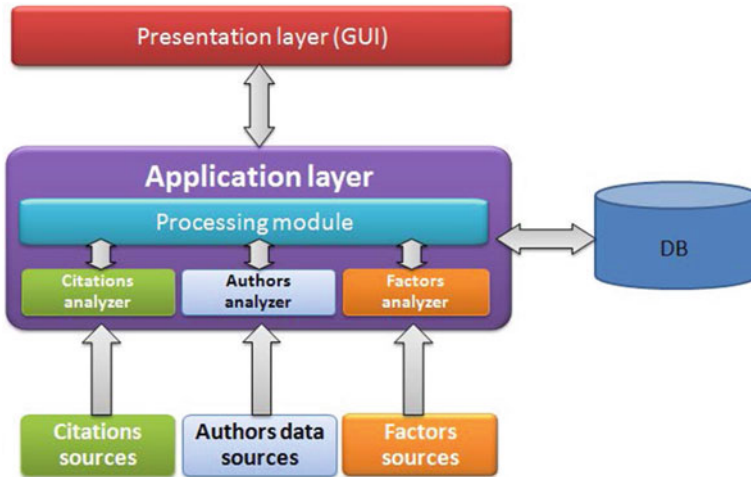 Presentation layer (GUI)
Application layer
Processing module
Citations
analyzer
Authors
analyzer
Factors
analyzer
DB
Citations
sources
Authors data
sources
Factors
sources